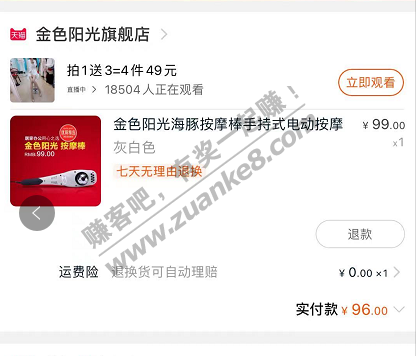 天猫 金色阳光旗舰店 >
拍1送3=4件49元
直播中 > 18504人正在观看
立即观看
金色阳光海豚按摩棒手持式电动按摩 ¥ 99.00
灰白色 x1
七天无理由退换
金色阳光 按摩棒
99.00
退款
运费险 退换货可自动理赔 ¥ 0.00 ×1 >
实付款 ¥ 96.00
赚客吧，有奖一起赚！
www.zuanke8.com